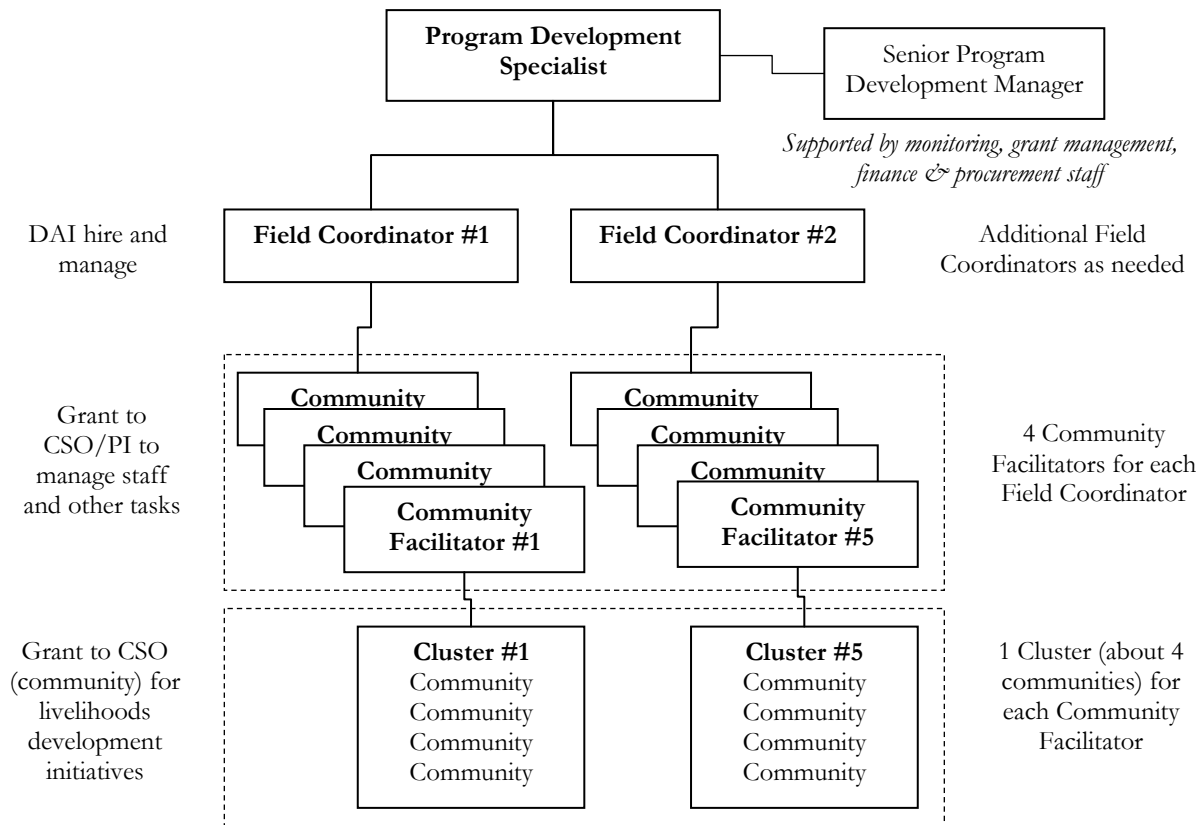 Program Development
Specialist
Senior Program
Development Manager
Supported by monitoring, grant management,
finance & procurement staff
DAI hire and
manage
Field Coordinator #1
Field Coordinator #2
Additional Field
Coordinators as needed
Grant to
CSO/PI to
manage staff
and other tasks
Community
Community
Community
Community
Facilitator #1
Community
Community
Community
Community
Facilitator #5
4 Community
Facilitators for each
Field Coordinator
Grant to CSO
(community) for
livelihoods
development
initiatives
Cluster #1
Community
Community
Community
Community
Cluster #5
Community
Community
Community
Community
1 Cluster (about 4
communities) for
each Community
Facilitator